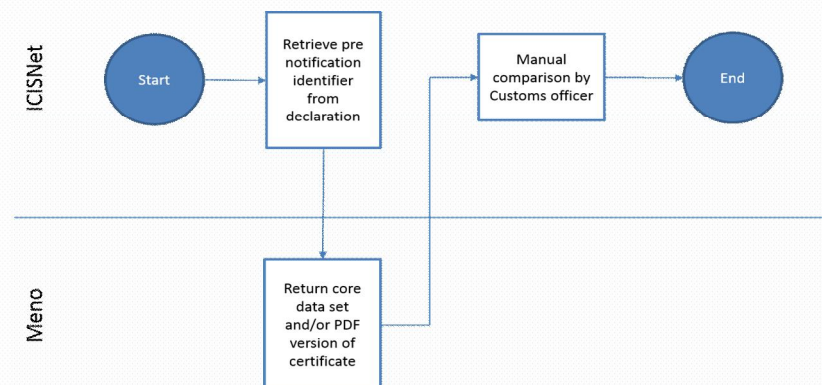 ICISNet
Start
Retrieve pre
notification
identifier
from
declaration
Manual
comparison by
Customs officer
End
Meno
Return core
data set
and/or PDF
version of
certificate